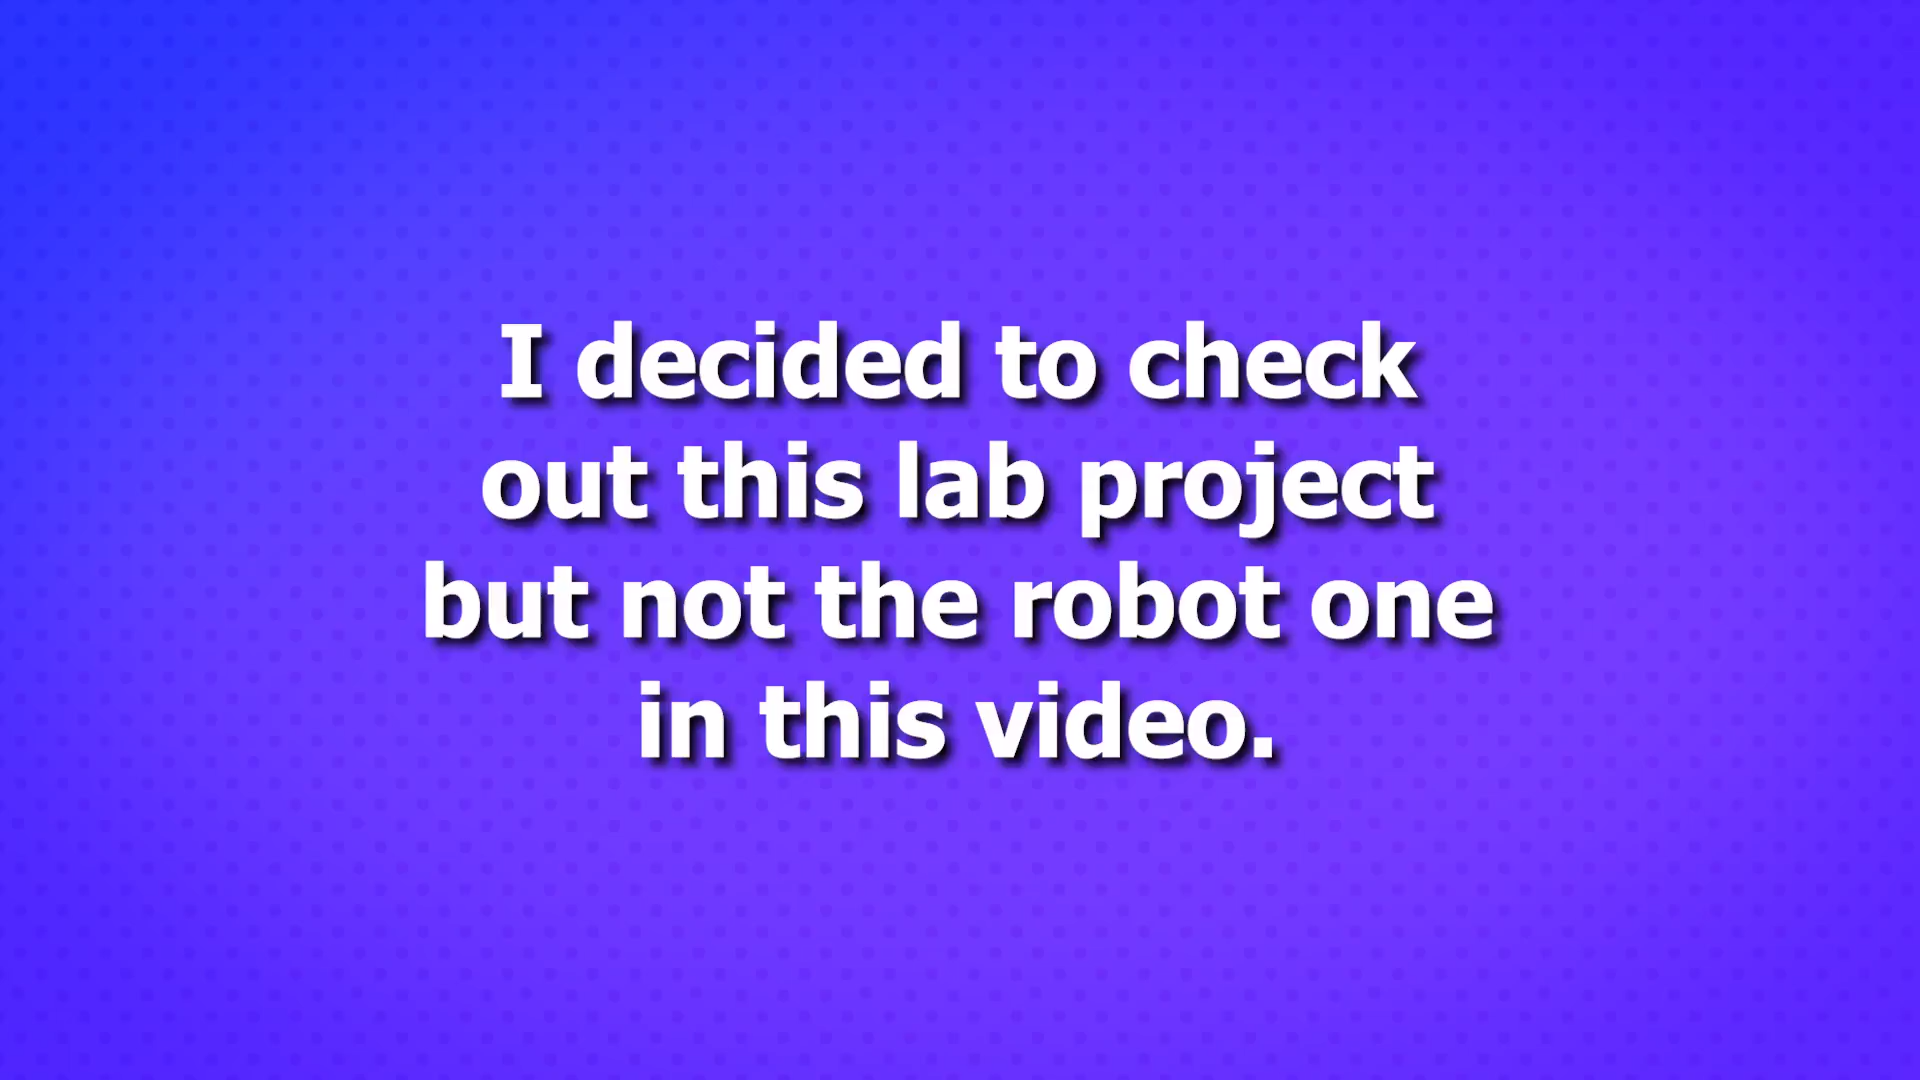 I decided to check
out this lab project
but not the robot one
in this video.